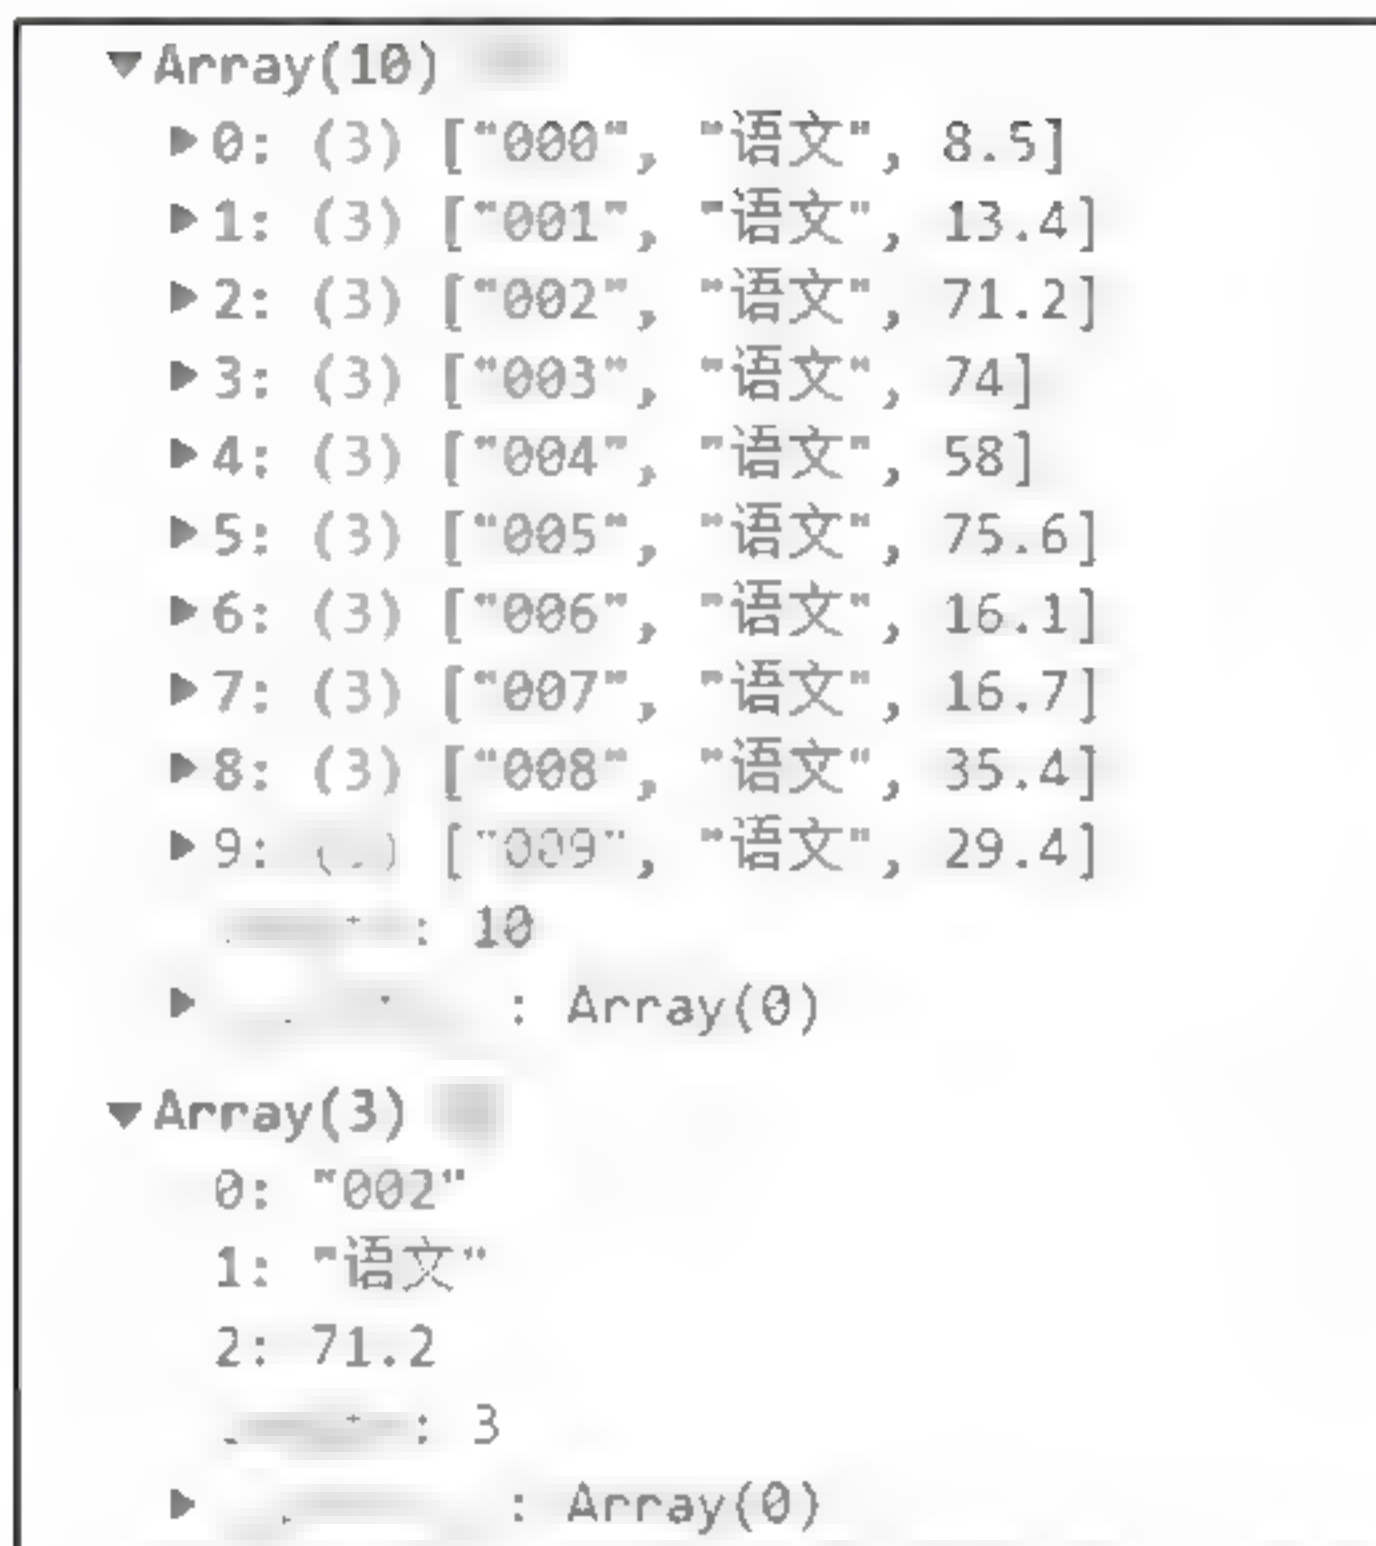 ▼Array(10)
▶0: (3) ["000", "语文", 8.5]
▶1: (3) ["001", "语文", 13.4]
▶2: (3) ["002", "语文", 71.2]
▶3: (3) ["003", "语文", 74]
▶4: (3) ["004", "语文", 58]
▶5: (3) ["005", "语文", 75.6]
▶6: (3) ["006", "语文", 16.1]
▶7: (3) ["007", "语文", 16.7]
▶8: (3) ["008", "语文", 35.4]
▶9: ["009", "语文", 29.4]
: 10
▶ : Array(0)
▼Array(3)
0: "002"
1: "语文"
2: 71.2
: 3
▶ : Array(0)